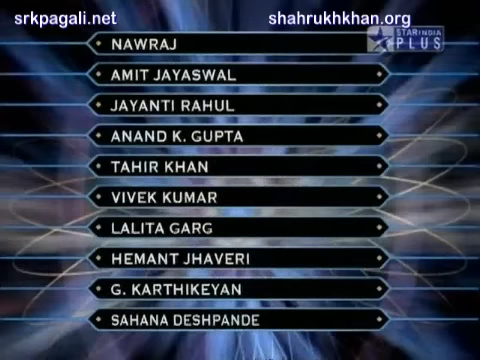 srkpagali.net
shahrukhkhan.org
NAWRAJ
STAR INDIA
PLUS
AMIT JAYASWAL
JAYANTI RAHUL
ANAND K. GUPTA
TAHIR KHAN
VIVEK KUMAR
LALITA GARG
HEMANT JHAVERI
G. KARTHIKEYAN
SAHANA DESHPANDE